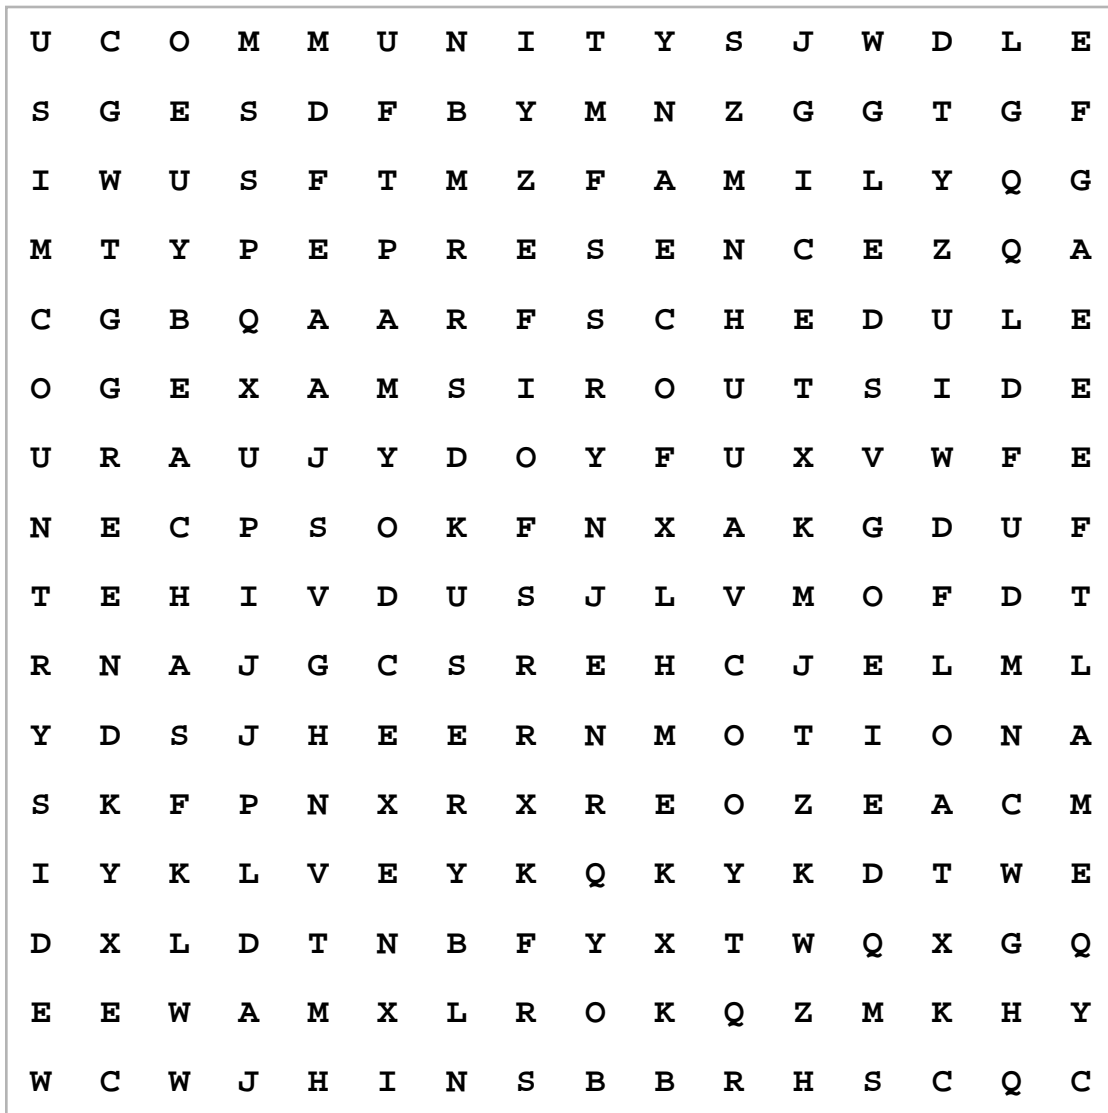 U C O M M U N I T Y S J W D L E
S G E S D F B Y M N Z G G T G F
I W U S F T M Z F A M I L Y Q G
M T Y P E P R E S E N C E Z Q A
C G B Q A A R F S C H E D U L E
O G E X A M S I R O U T S I D E
U R A U J Y D O Y F U X V W F E
N E C P S O K F N X A K G D U F
T E H I V D U S J L V M O F D T
R N A J G C S R E H C J E L M L
Y D S J H E E R N M O T I O N A
S K F P N X R X R E O Z E A C M
I Y K L V E Y K Q K Y K D T W E
D X L D T N B F Y X T W Q X G Q
E E W A M X L R O K Q Z M K H Y
W C W J H I N S B B R H S C Q C